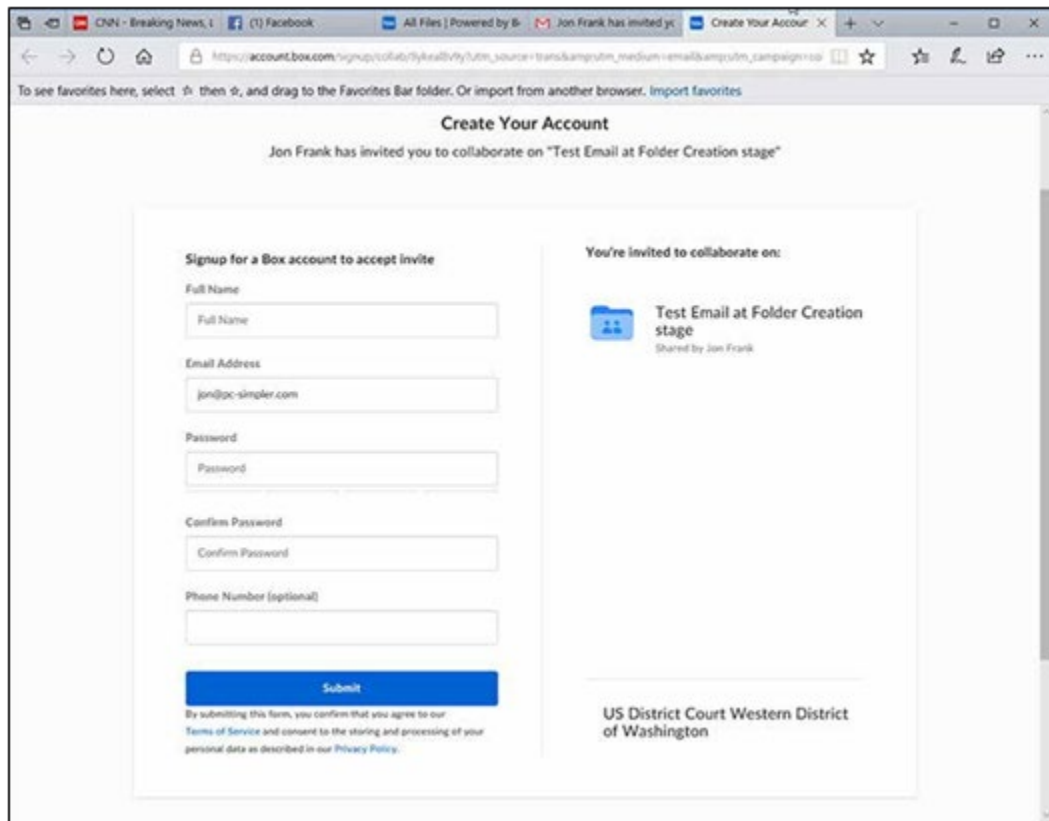 CNN - Breaking News, L
(1) Facebook
All Files | Powered by B
Jon Frank has invited yo
Create Your Accour
https://account.box.com/signup/collab/
To see favorites here, select ☆ then ☆, and drag to the Favorites Bar folder. Or import from another browser. Import favorites
Create Your Account
Jon Frank has invited you to collaborate on "Test Email at Folder Creation stage"
Signup for a Box account to accept invite
Full Name
Full Name
Email Address
jon@pc-simpler.com
Password
Password
Confirm Password
Confirm Password
Phone Number (optional)
Submit
By submitting this form, you confirm that you agree to our
Terms of Service and consent to the storing and processing of your
personal data as described in our Privacy Policy.
You're invited to collaborate on:
Test Email at Folder Creation
stage
Shared by Jon Frank
US District Court Western District
of Washington